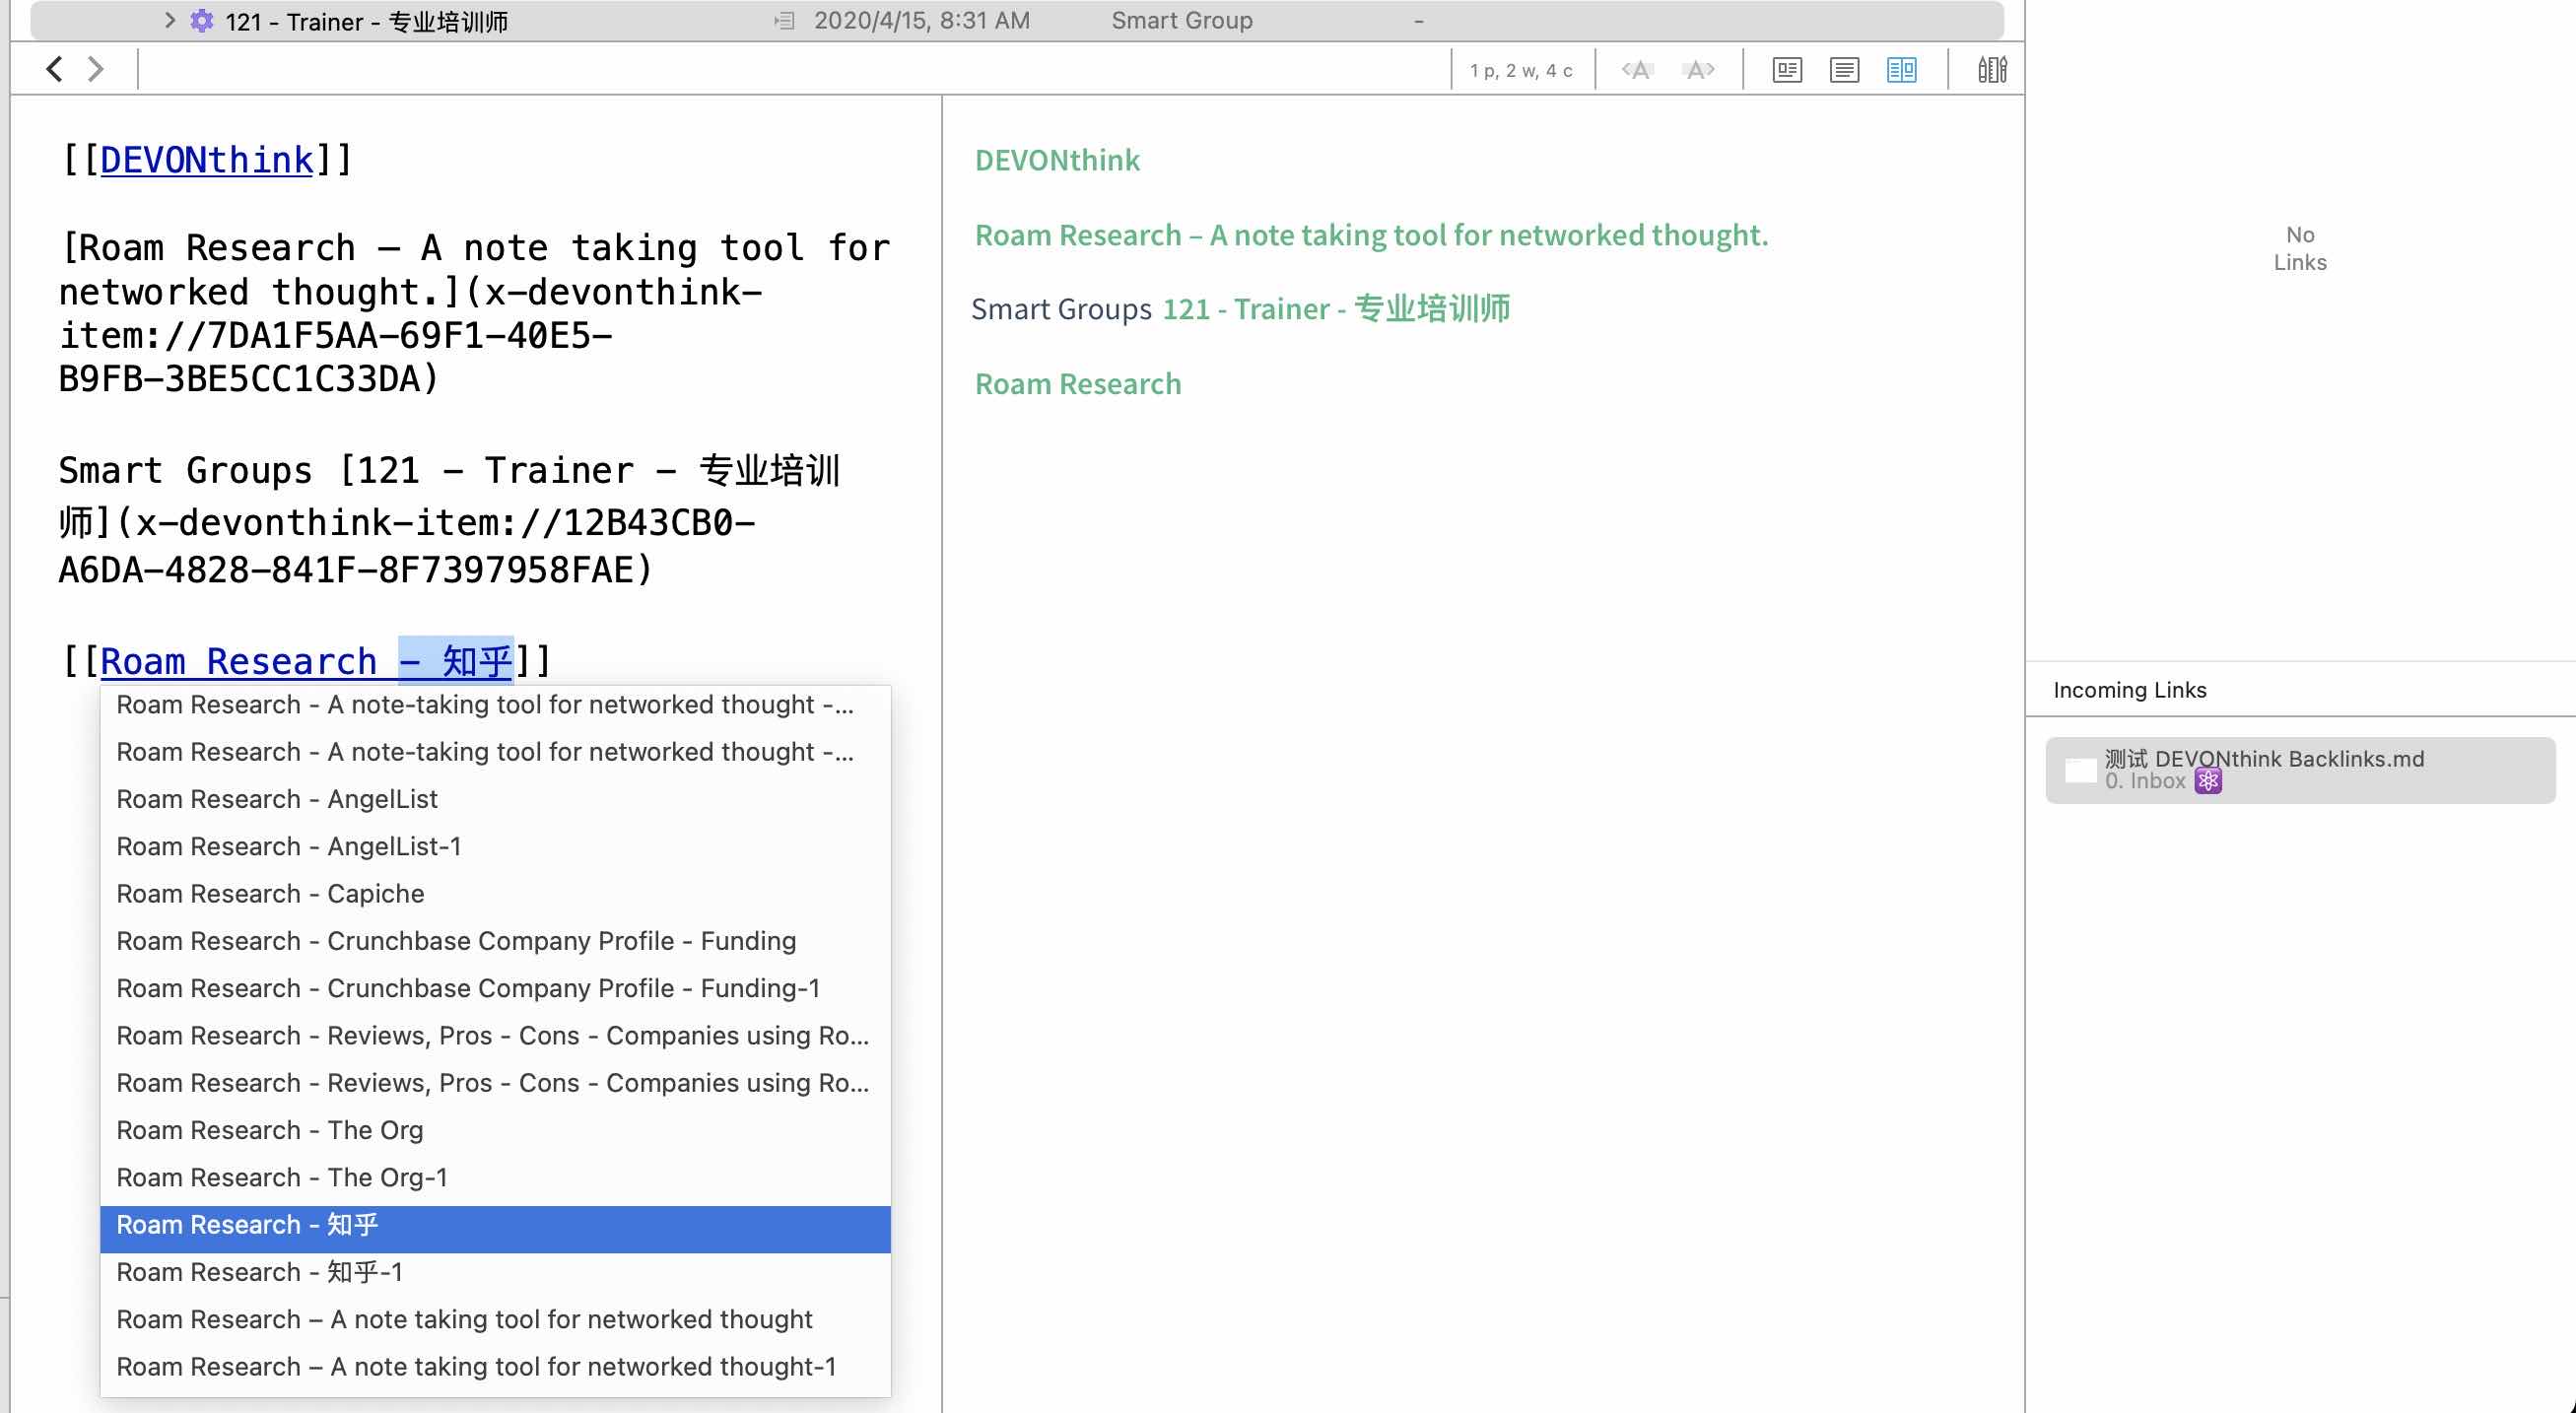 121 - Trainer - 专业培训师
2020/4/15, 8:31 AM
Smart Group
-
1 p, 2 w, 4 c
<A
A>
[[DEVONthink]]
[Roam Research – A note taking tool for
networked thought.](x-devonthink-
item://7DA1F5AA-69F1-40E5-
B9FB-3BE5CC1C33DA)
Smart Groups [121 - Trainer - 专业培训
师](x-devonthink-item://12B43CB0-
A6DA-4828-841F-8F7397958FAE)
[[Roam Research - 知乎]]
Roam Research - A note-taking tool for networked thought -...
Roam Research - A note-taking tool for networked thought -...
Roam Research - AngelList
Roam Research - AngelList-1
Roam Research - Capiche
Roam Research - Crunchbase Company Profile - Funding
Roam Research - Crunchbase Company Profile - Funding-1
Roam Research - Reviews, Pros - Cons - Companies using Ro...
Roam Research - Reviews, Pros - Cons - Companies using Ro...
Roam Research - The Org
Roam Research - The Org-1
Roam Research - 知乎
Roam Research - 知乎-1
Roam Research – A note taking tool for networked thought
Roam Research – A note taking tool for networked thought-1
DEVONthink
Roam Research – A note taking tool for networked thought.
Smart Groups 121 - Trainer - 专业培训师
Roam Research
No
Links
Incoming Links
测试 DEVONthink Backlinks.md
0. Inbox ⚛️